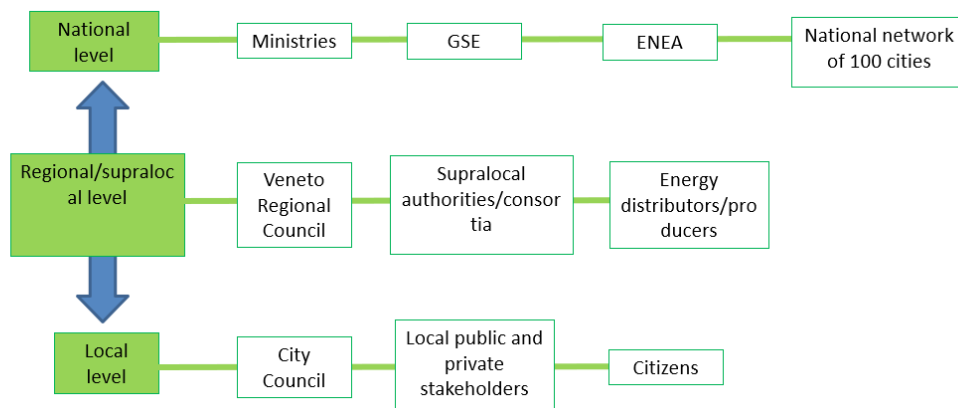 National
level
Ministries
GSE
ENEA
National network
of 100 cities
Regional/supraloc
al level
Veneto
Regional
Council
Supralocal
authorities/consor
tia
Energy
distributors/pro
ducers
Local
level
City
Council
Local public and
private
stakeholders
Citizens